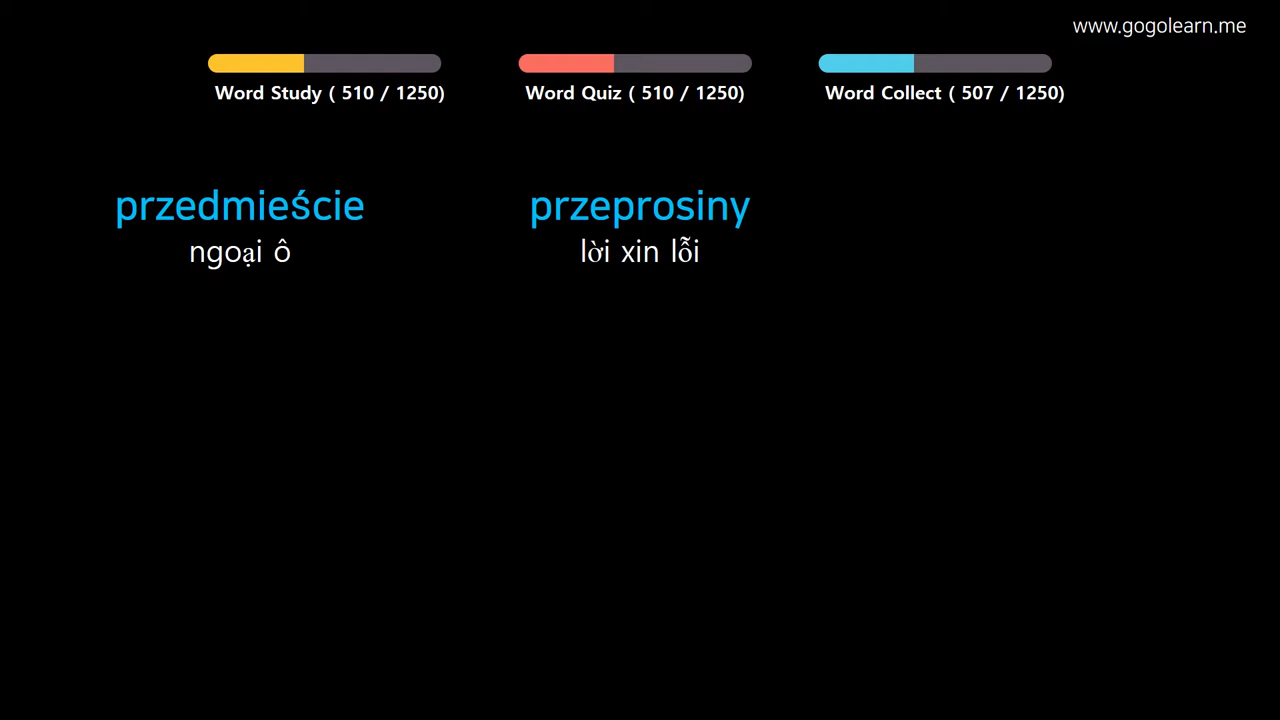 www.gogolearn.me
Word Study ( 510 / 1250)
Word Quiz ( 510 / 1250)
Word Collect ( 507 / 1250)
przedmieście
ngoại ô
przeprosiny
lời xin lỗi